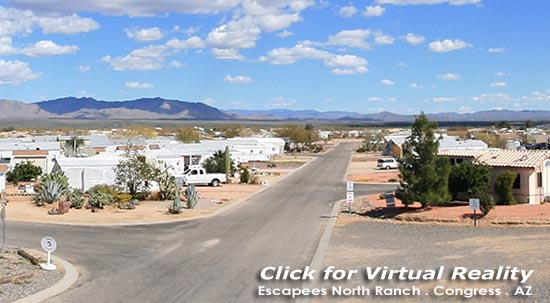 Click for Virtual Reality
Escapees North Ranch . Congress . AZ